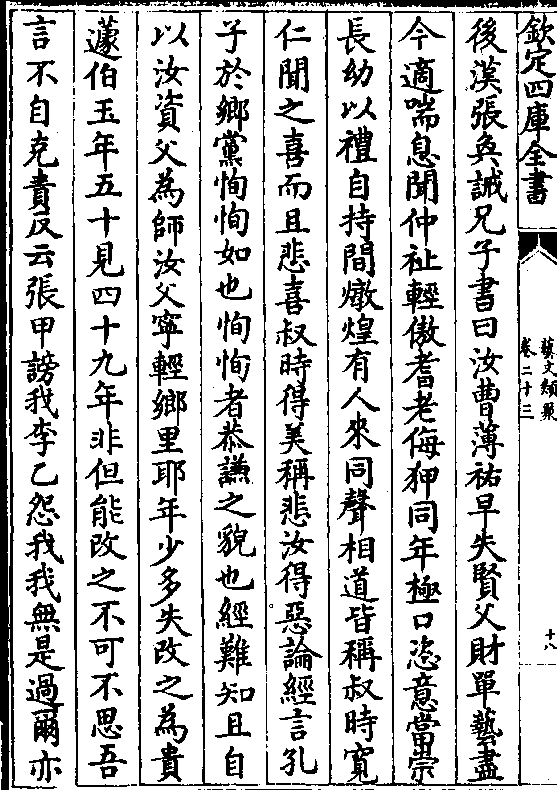 欽定四庫全書
藝文類聚
卷二十三
十八
後漢張奐誡兄子書曰汝曹薄祐早失賢父財單藝盡
今適喘息聞仲祉輕傲耆老侮狎同年極口恣意當崇
長幼以禮自持聞燉煌有人來同聲相道皆稱叔時寬
仁聞之喜而且悲喜叔時得美稱悲汝得惡論經言孔
子於鄉黨恂恂如也恂恂者恭謙之貌也經難知且自
以汝資父為師汝父寧輕鄉里耶年少多失改之為貴
蘧伯玉年五十見四十九年非但能改之不可不思吾
言不自克責反云張甲謗我李乙怨我我無是過爾亦